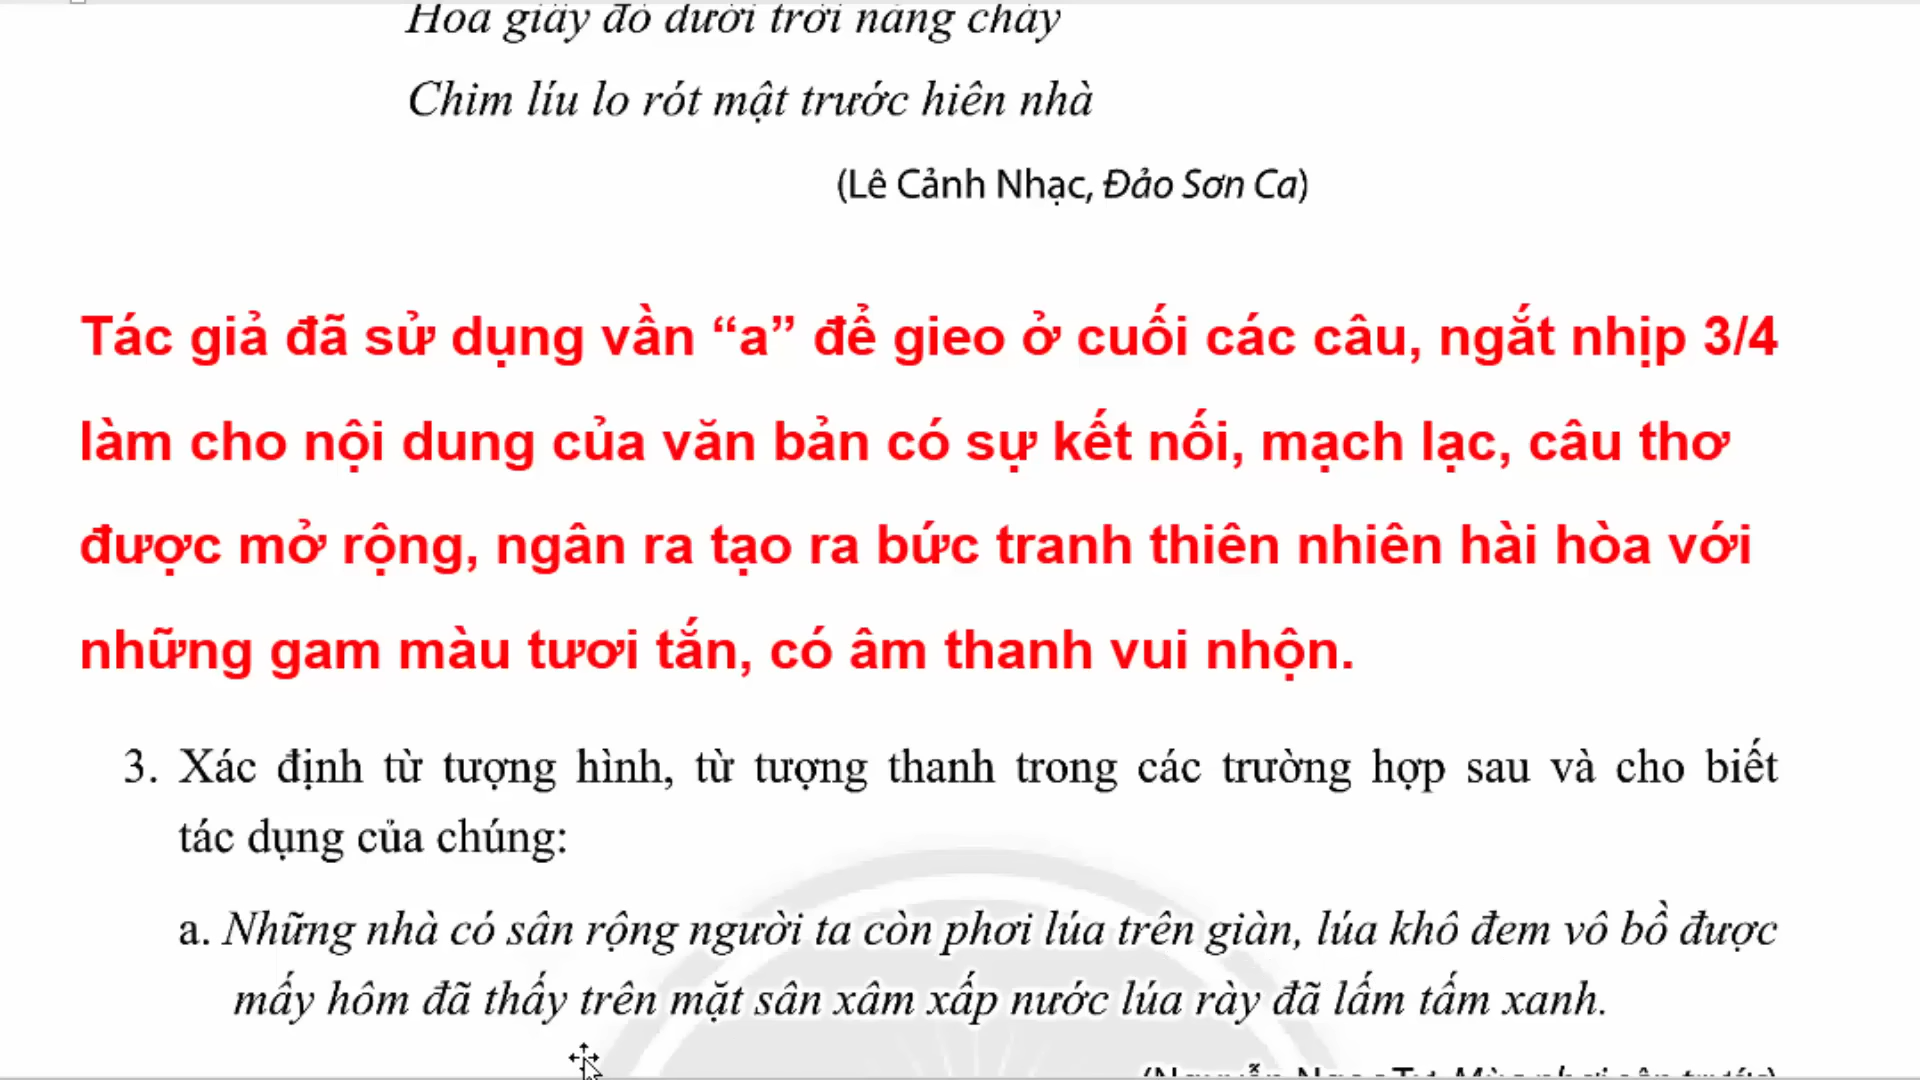 Hoa giấy đỏ dưới trời nắng cháy
Chim líu lo rót mật trước hiên nhà
(Lê Cảnh Nhạc, Đảo Sơn Ca)
Tác giả đã sử dụng vần “a” để gieo ở cuối các câu, ngắt nhịp 3/4
làm cho nội dung của văn bản có sự kết nối, mạch lạc, câu thơ
được mở rộng, ngân ra tạo ra bức tranh thiên nhiên hài hòa với
những gam màu tươi tắn, có âm thanh vui nhộn.
3. Xác định từ tượng hình, từ tượng thanh trong các trường hợp sau và cho biết
tác dụng của chúng:
a. Những nhà có sân rộng người ta còn phơi lúa trên giàn, lúa khô đem vô bồ được
mấy hôm đã thấy trên mặt sân xâm xấp nước lúa rày đã lấm tấm xanh.